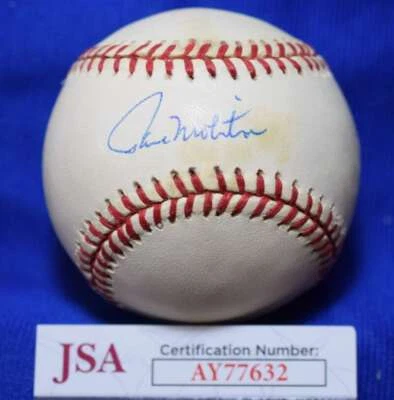 Paul Molitor
JSA Certification Number:
AY77632